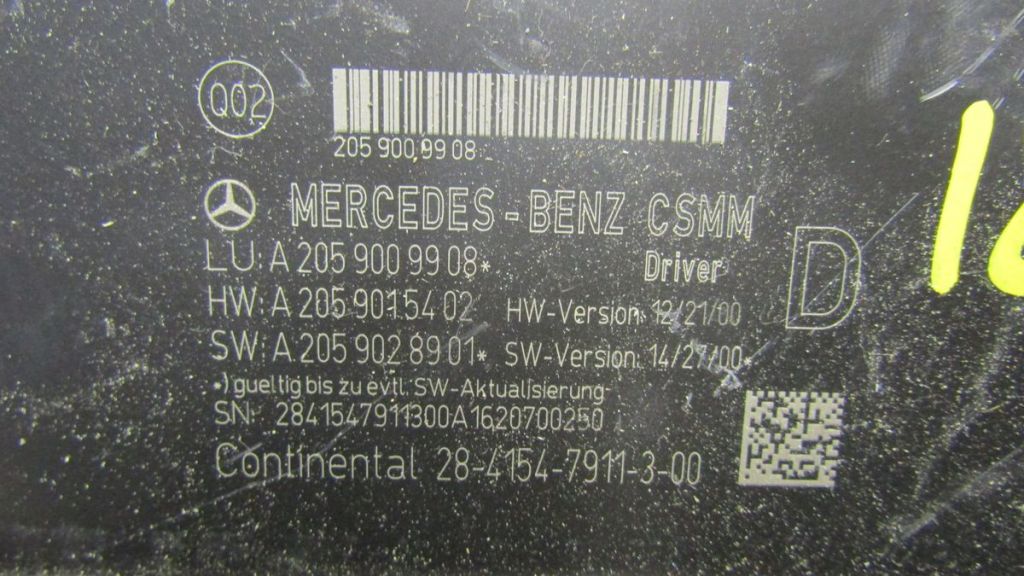 Q02
205 900 9908
MERCEDES-BENZ CSMM
LU: A 205 900 99 08*
Driver
D
HW: A 205 901 54 02 HW-Version: 12/21/00
SW: A 205 902 89 01* SW-Version: 14/27/00*
*) gueltig bis zu evtl. SW-Aktualisierung
SN: 2841547911300A1620700250
Continental 28-4154-7911-3-00